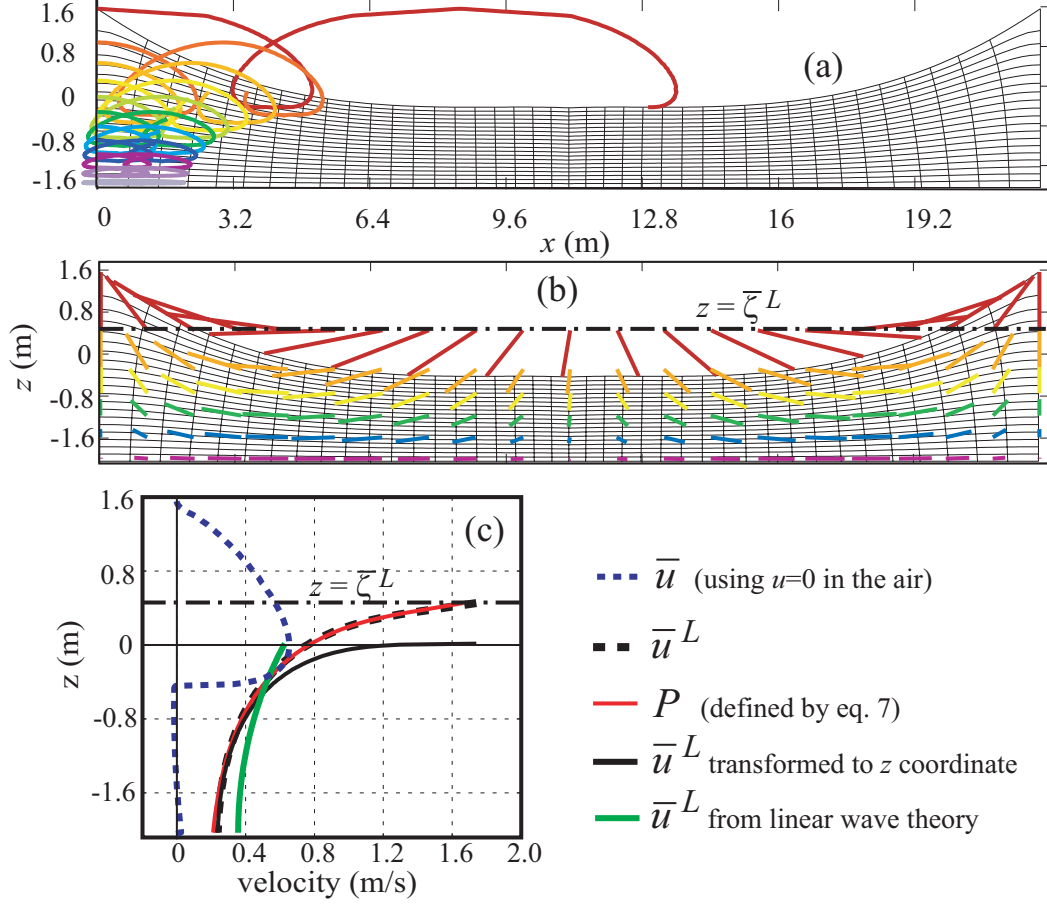 1.6
0.8
0
-0.8
-1.6
(a)
0 3.2 6.4 9.6 12.8 16 19.2
x (m)
1.6
0.8
0
-0.8
-1.6
z (m)
(b)
z = ζ̅ L
1.6
0.8
0
-0.8
-1.6
z (m)
(c)
z = ζ̅ L
0 0.4 0.8 1.2 1.6 2.0
velocity (m/s)
u̅ (using u=0 in the air)
u̅ L
P (defined by eq. 7)
u̅ L transformed to z coordinate
u̅ L from linear wave theory